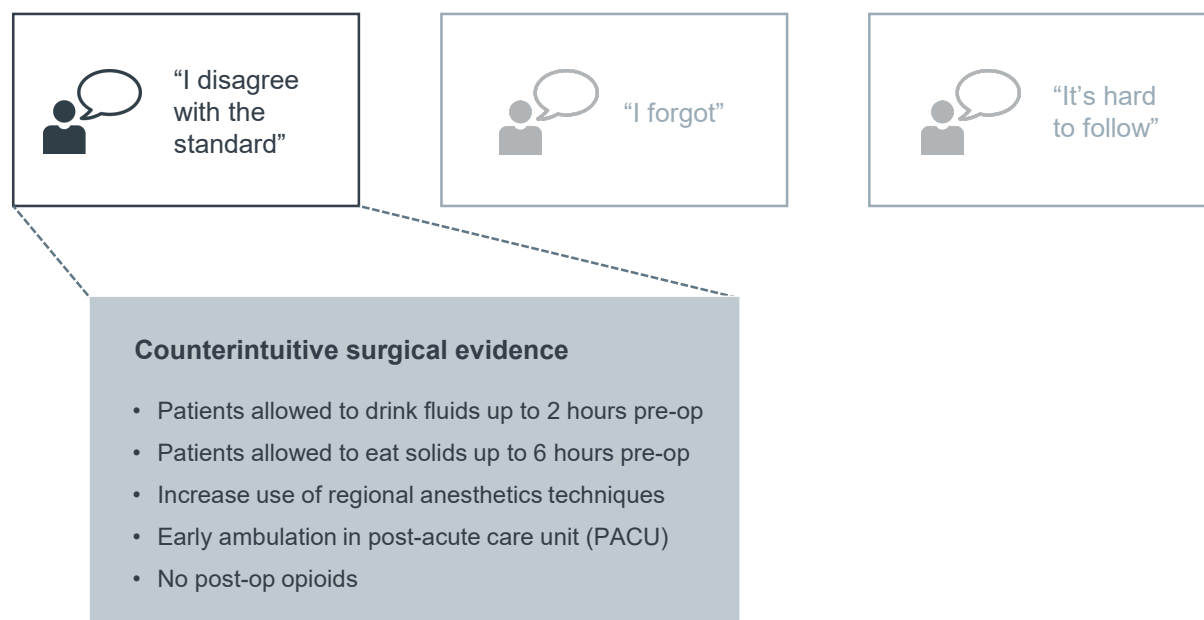 “I disagree
with the
standard”
“I forgot”
“It’s hard
to follow”
Counterintuitive surgical evidence
• Patients allowed to drink fluids up to 2 hours pre-op
• Patients allowed to eat solids up to 6 hours pre-op
• Increase use of regional anesthetics techniques
• Early ambulation in post-acute care unit (PACU)
• No post-op opioids